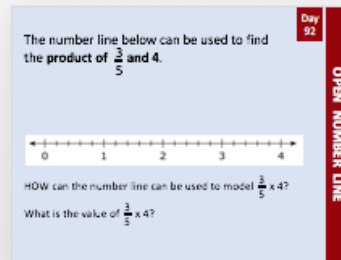 Day
92
The number line below can be used to find
the product of 3/5 and 4.
0 1 2 3 4
HOW can the number line can be used to model 3/5 x 4?
What is the value of 3/5 x 4?
OPEN NUMBER LINE